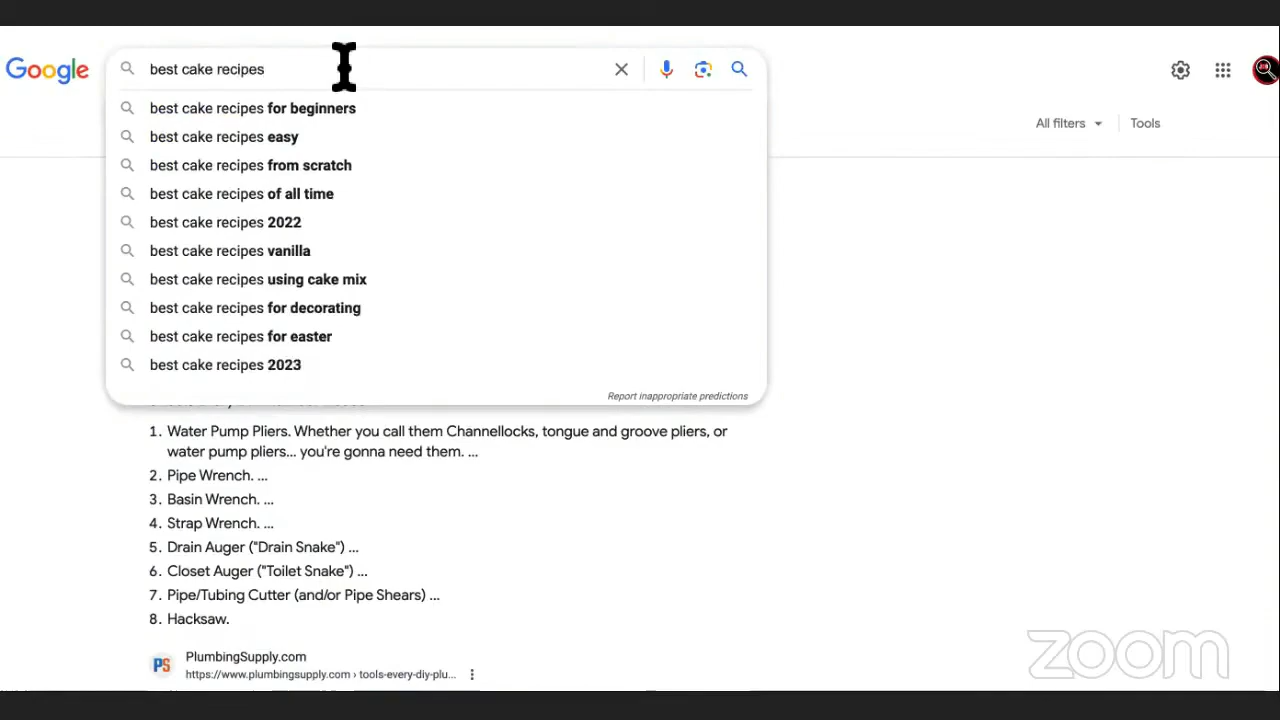 Google
best cake recipes
best cake recipes for beginners
best cake recipes easy
best cake recipes from scratch
best cake recipes of all time
best cake recipes 2022
best cake recipes vanilla
best cake recipes using cake mix
best cake recipes for decorating
best cake recipes for easter
best cake recipes 2023
Report inappropriate predictions
All filters
Tools
1. Water Pump Pliers. Whether you call them Channellocks, tongue and groove pliers, or
water pump pliers... you're gonna need them. ...
2. Pipe Wrench. ...
3. Basin Wrench. ...
4. Strap Wrench. ...
5. Drain Auger ("Drain Snake") ...
6. Closet Auger ("Toilet Snake") ...
7. Pipe/Tubing Cutter (and/or Pipe Shears) ...
8. Hacksaw.
PS
PlumbingSupply.com
https://www.plumbingsupply.com › tools-every-diy-plu...
zoom